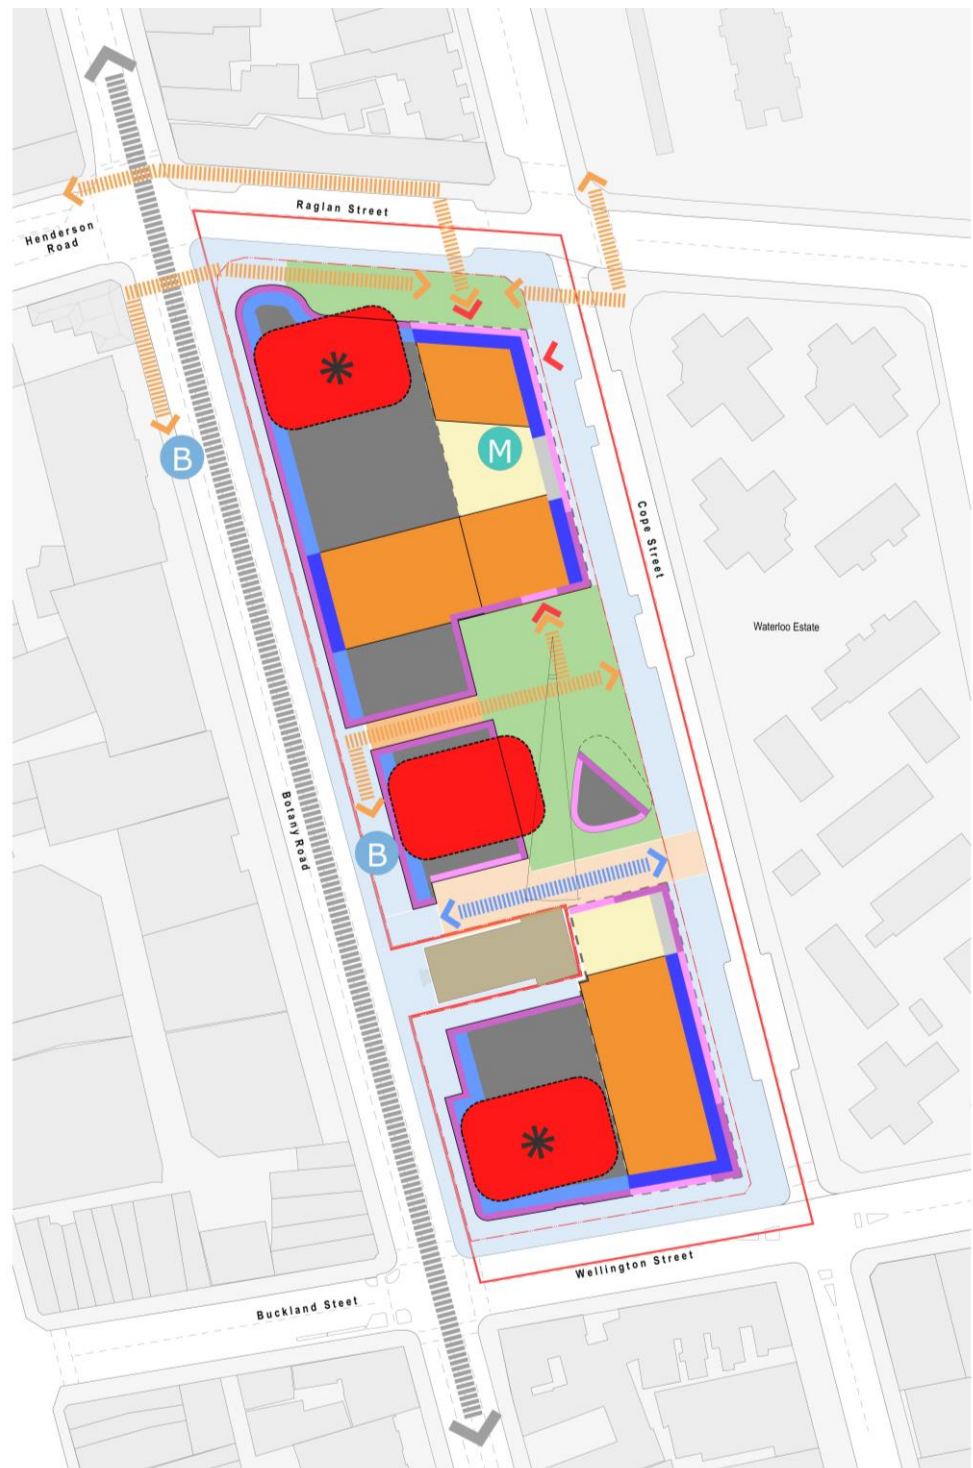 Raglan Street
Henderson
Road
B
M
Cope Street
Waterloo Estate
Botany Road
B
Wellington Street
Buckland Steet